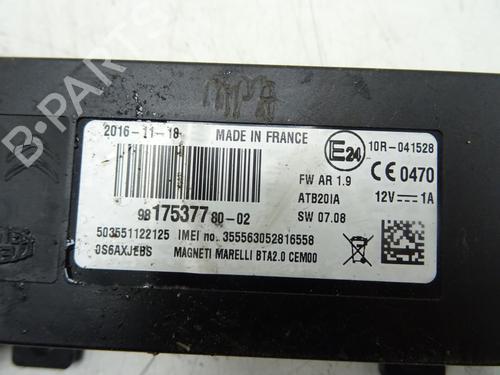 MPA
2016-11-18 MADE IN FRANCE
E24 10R-041528
FW AR 1.9 CE 0470
ATB20IA 12V 1A
98 175377 80-02 SW 07.08
503551122125 IMEI no. 355563052816558
0S6AXJEBS MAGNETI MARELLI BTA2.0 CEM00
B-PARTS